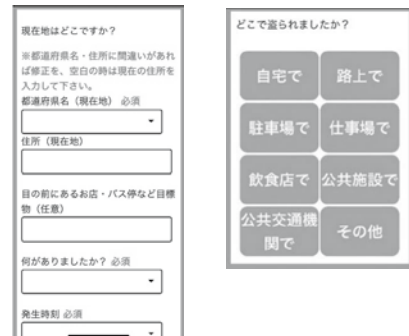 現在地はどこですか？
※都道府県名・住所に間違いがあれ
ば修正を、空白の時は現在の住所を
入力して下さい。
都道府県名（現在地） 必須
住所（現在地）
目の前にあるお店・バス停など目標
物（任意）
何がありましたか？ 必須
発生時刻 必須
どこで盗られましたか？
自宅で
路上で
駐車場で
仕事場で
飲食店で
公共施設で
公共交通機
関で
その他